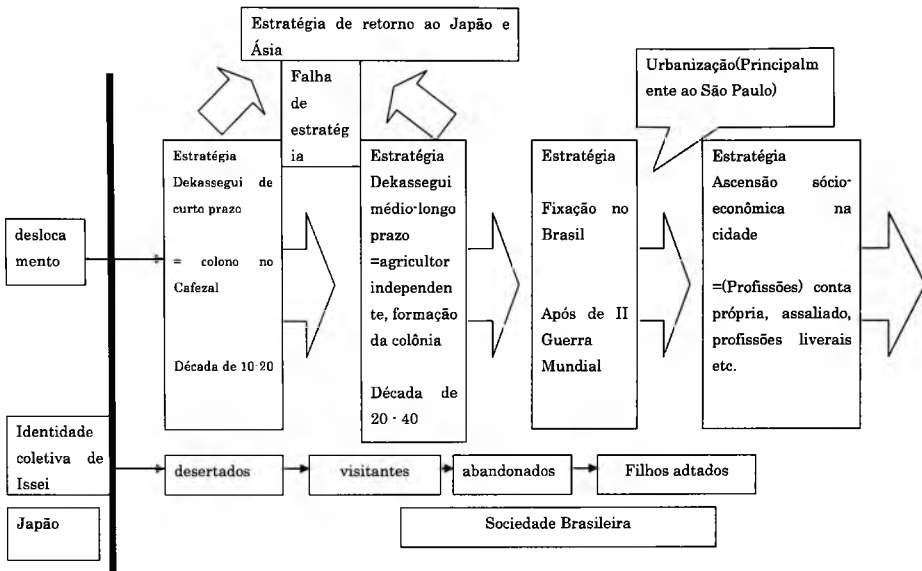 Estratégia de retorno ao Japão e
Ásia
Falha
de
estratég
ia
Urbanização(Principalm
ente ao São Paulo)
desloca
mento
Estratégia
Dekassegui de
curto prazo
= colono no
Cafezal
Década de 10-20
Estratégia
Dekassegui
médio-longo
prazo
=agricultor
independen
te, formação
da colônia
Década de
20 - 40
Estratégia
Fixação no
Brasil
Após de II
Guerra
Mundial
Estratégia
Ascensão sócio-
econômica na
cidade
=(Profissões) conta
própria, assaliado,
profissões liverais
etc.
Identidade
coletiva de
Issei
desertados
visitantes
abandonados
Filhos adtados
Japão
Sociedade Brasileira